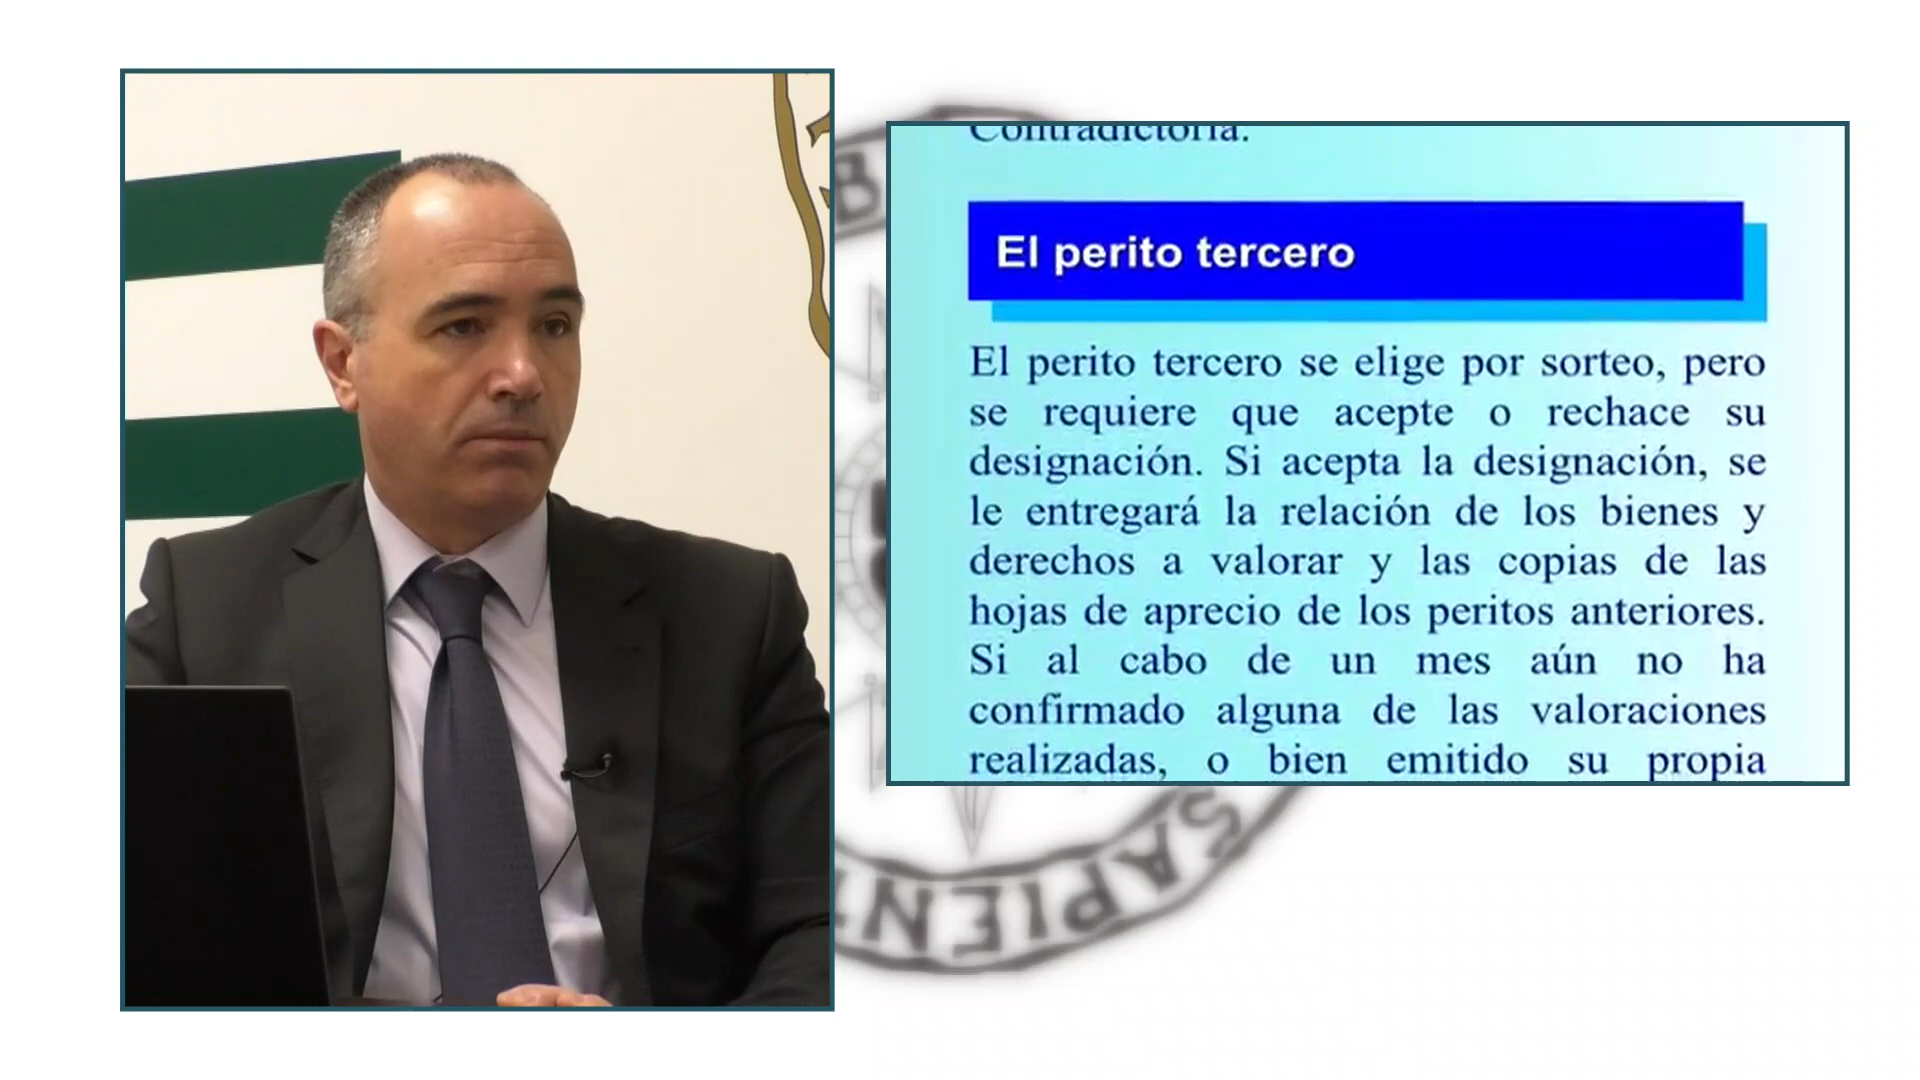 Contradictoria.
El perito tercero
El perito tercero se elige por sorteo, pero
se requiere que acepte o rechace su
designación. Si acepta la designación, se
le entregará la relación de los bienes y
derechos a valorar y las copias de las
hojas de aprecio de los peritos anteriores.
Si al cabo de un mes aún no ha
confirmado alguna de las valoraciones
realizadas, o bien emitido su propia